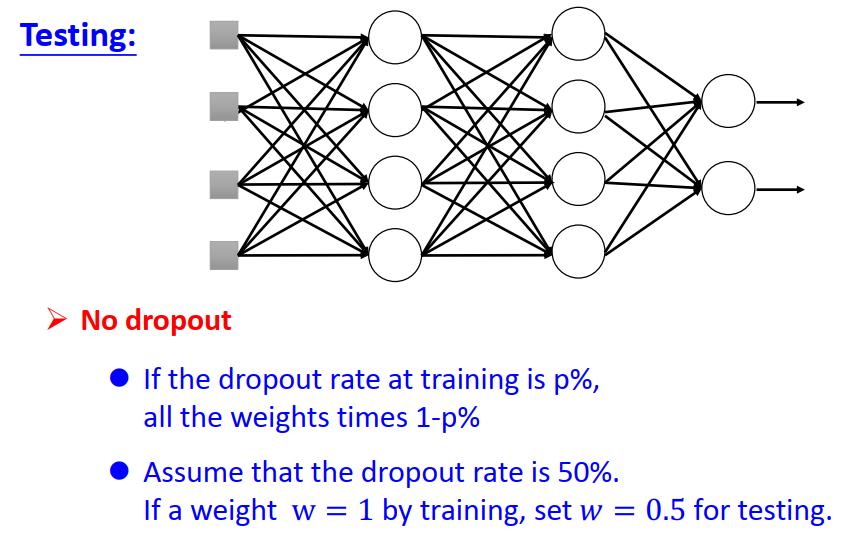 Testing:
No dropout
If the dropout rate at training is p%,
all the weights times 1-p%
Assume that the dropout rate is 50%.
If a weight w = 1 by training, set 𝑤 = 0.5 for testing.